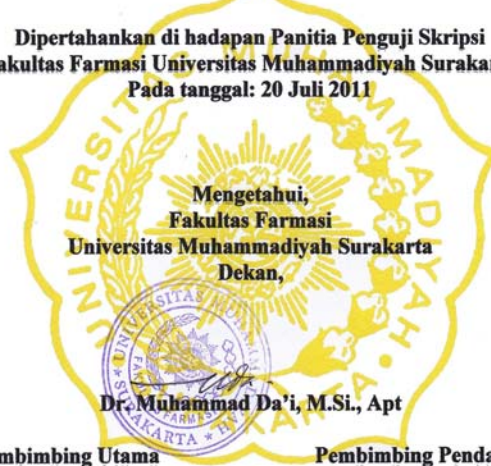 Dipertahankan di hadapan Panitia Penguji Skripsi
akultas Farmasi Universitas Muhammadiyah Surakar
Pada tanggal: 20 Juli 2011
Mengetahui,
Fakultas Farmasi
Universitas Muhammadiyah Surakarta
Dekan,
Dr. Muhammad Da'i, M.Si., Apt
mbimbing Utama Pembimbing Penda